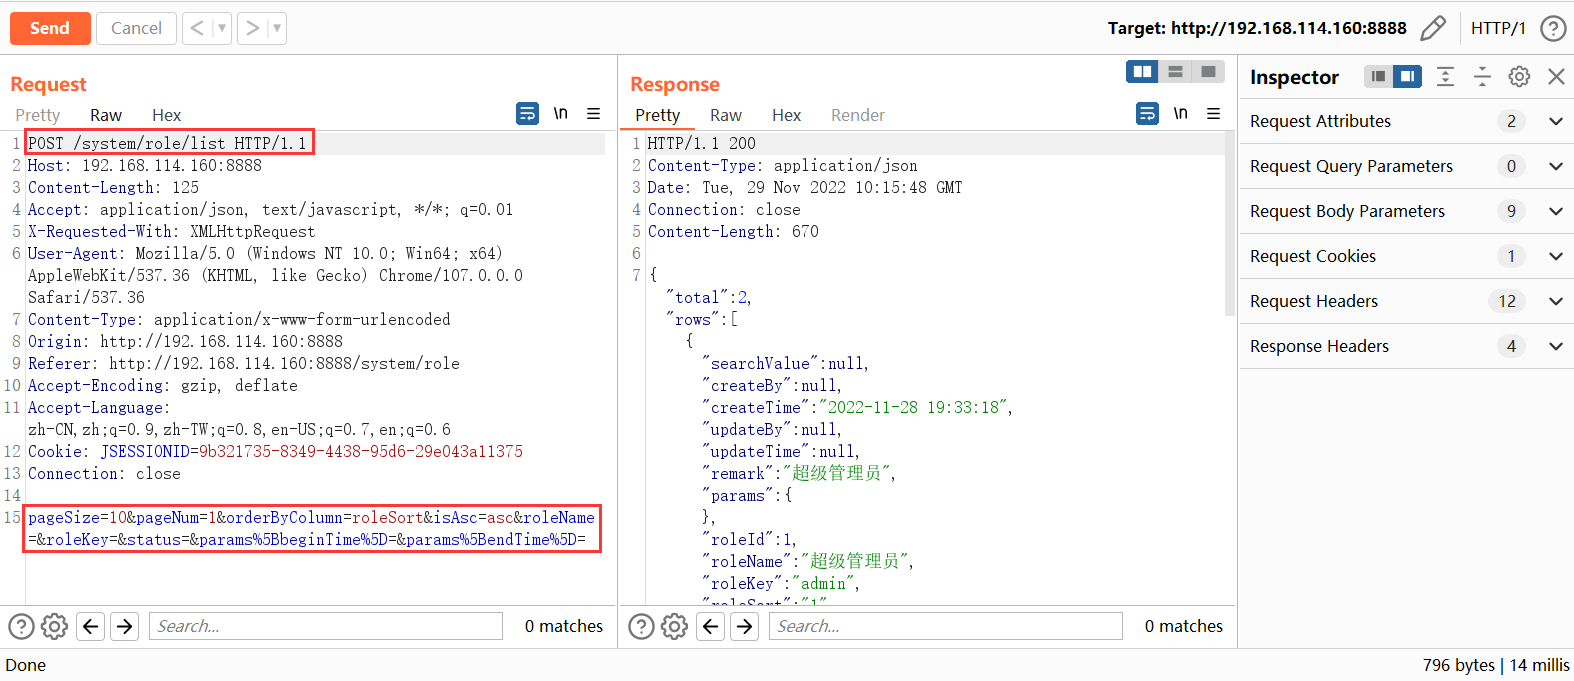 Send
Cancel
Target: http://192.168.114.160:8888
HTTP/1
Request
Pretty
Raw
Hex
\n
1 POST /system/role/list HTTP/1.1
2 Host: 192.168.114.160:8888
3 Content-Length: 125
4 Accept: application/json, text/javascript, */*; q=0.01
5 X-Requested-With: XMLHttpRequest
6 User-Agent: Mozilla/5.0 (Windows NT 10.0; Win64; x64)
AppleWebKit/537.36 (KHTML, like Gecko) Chrome/107.0.0.0
Safari/537.36
7 Content-Type: application/x-www-form-urlencoded
8 Origin: http://192.168.114.160:8888
9 Referer: http://192.168.114.160:8888/system/role
10 Accept-Encoding: gzip, deflate
11 Accept-Language:
zh-CN,zh;q=0.9,zh-TW;q=0.8,en-US;q=0.7,en;q=0.6
12 Cookie: JSESSIONID=9b321735-8349-4438-95d6-29e043a11375
13 Connection: close
14
15 pageSize=10&pageNum=1&orderByColumn=roleSort&isAsc=asc&roleName
=&roleKey=&status=&params%5BbeginTime%5D=&params%5BendTime%5D=
Search...
0 matches
Response
Pretty
Raw
Hex
Render
\n
1 HTTP/1.1 200
2 Content-Type: application/json
3 Date: Tue, 29 Nov 2022 10:15:48 GMT
4 Connection: close
5 Content-Length: 670
6
7 {
"total":2,
"rows":[
{
"searchValue":null,
"createBy":null,
"createTime":"2022-11-28 19:33:18",
"updateBy":null,
"updateTime":null,
"remark":"超级管理员",
"params":{
},
"roleId":1,
"roleName":"超级管理员",
"roleKey":"admin",
"roleSort":"1"
Search...
0 matches
Inspector
Request Attributes 2
Request Query Parameters 0
Request Body Parameters 9
Request Cookies 1
Request Headers 12
Response Headers 4
Done
796 bytes | 14 millis